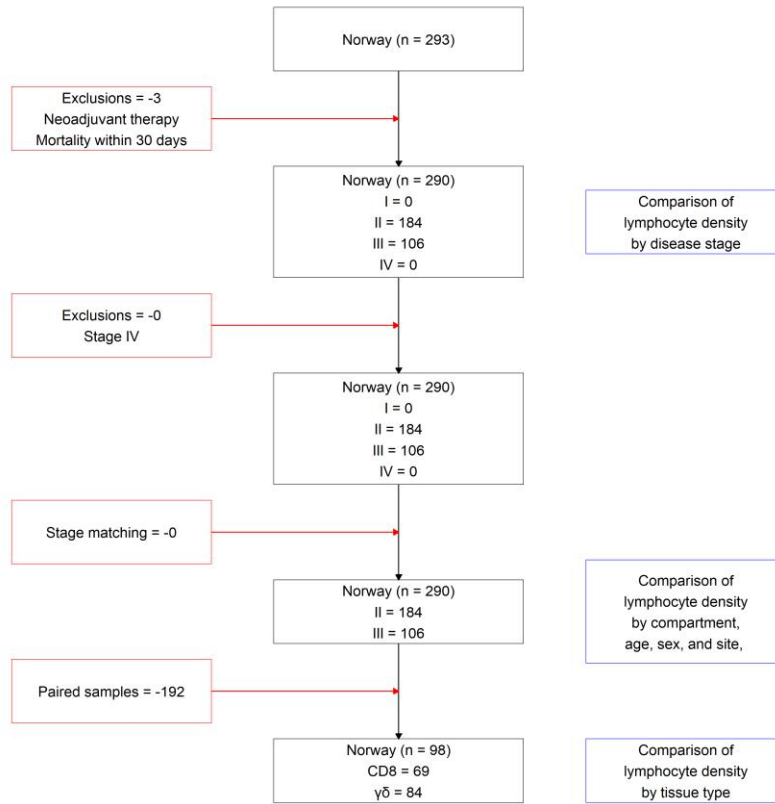 Norway (n = 293)
Exclusions = -3
Neoadjuvant therapy
Mortality within 30 days
Norway (n = 290)
I = 0
II = 184
III = 106
IV = 0
Comparison of
lymphocyte density
by disease stage
Exclusions = -0
Stage IV
Norway (n = 290)
I = 0
II = 184
III = 106
IV = 0
Stage matching = -0
Norway (n = 290)
II = 184
III = 106
Comparison of
lymphocyte density
by compartment,
age, sex, and site,
Paired samples = -192
Norway (n = 98)
CD8 = 69
γδ = 84
Comparison of
lymphocyte density
by tissue type